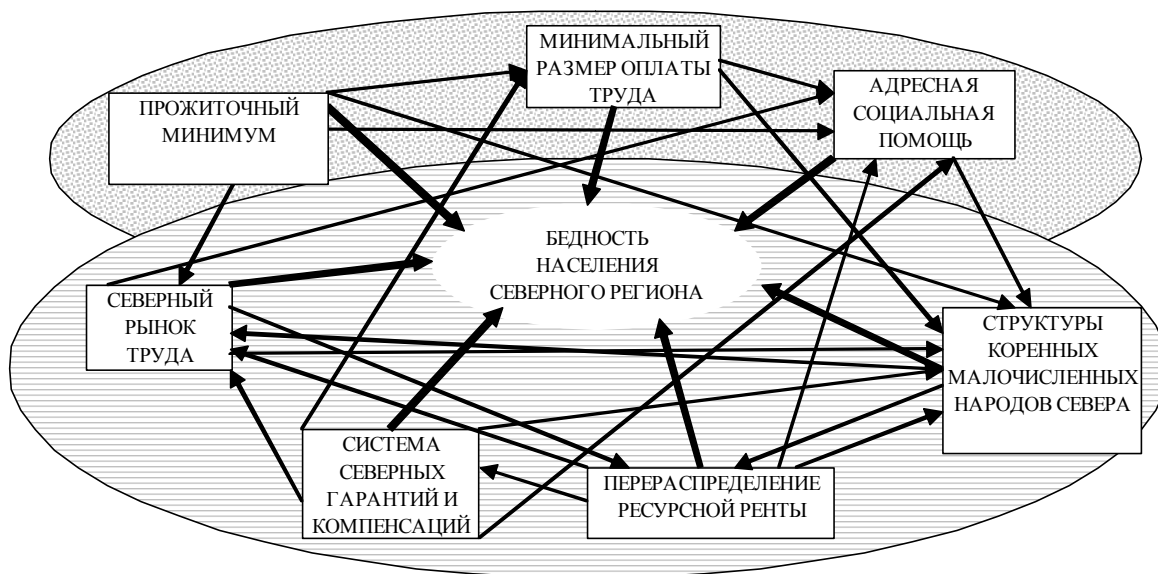 МИНИМАЛЬНЫЙ
РАЗМЕР ОПЛАТЫ
ТРУДА
ПРОЖИТОЧНЫЙ
МИНИМУМ
АДРЕСНАЯ
СОЦИАЛЬНАЯ
ПОМОЩЬ
БЕДНОСТЬ
НАСЕЛЕНИЯ
СЕВЕРНОГО РЕГИОНА
СЕВЕРНЫЙ
РЫНОК
ТРУДА
СТРУКТУРЫ
КОРЕННЫХ
МАЛОЧИСЛЕННЫХ
НАРОДОВ СЕВЕРА
СИСТЕМА
СЕВЕРНЫХ
ГАРАНТИЙ И
КОМПЕНСАЦИЙ
ПЕРЕРАСПРЕДЕЛЕНИЕ
РЕСУРСНОЙ РЕНТЫ